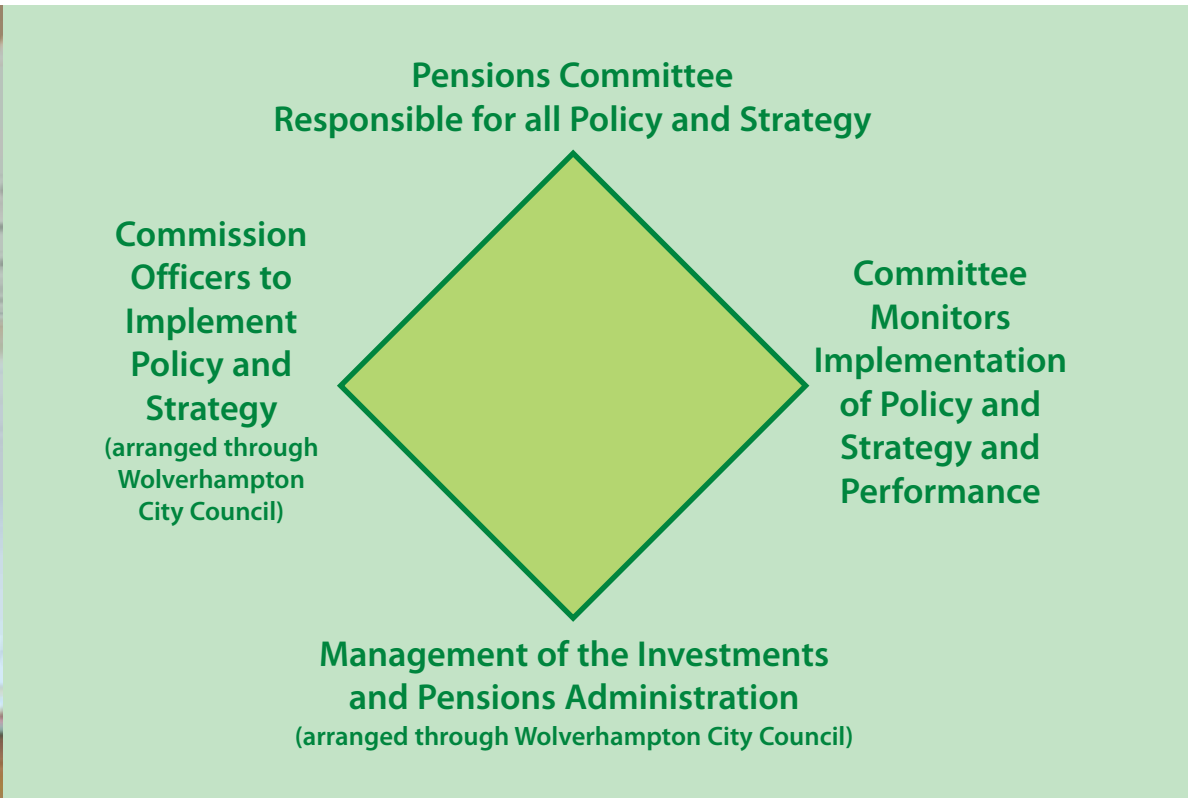 Pensions Committee
Responsible for all Policy and Strategy
Commission
Officers to
Implement
Policy and
Strategy
(arranged through
Wolverhampton
City Council)
Committee
Monitors
Implementation
of Policy and
Strategy and
Performance
Management of the Investments
and Pensions Administration
(arranged through Wolverhampton City Council)